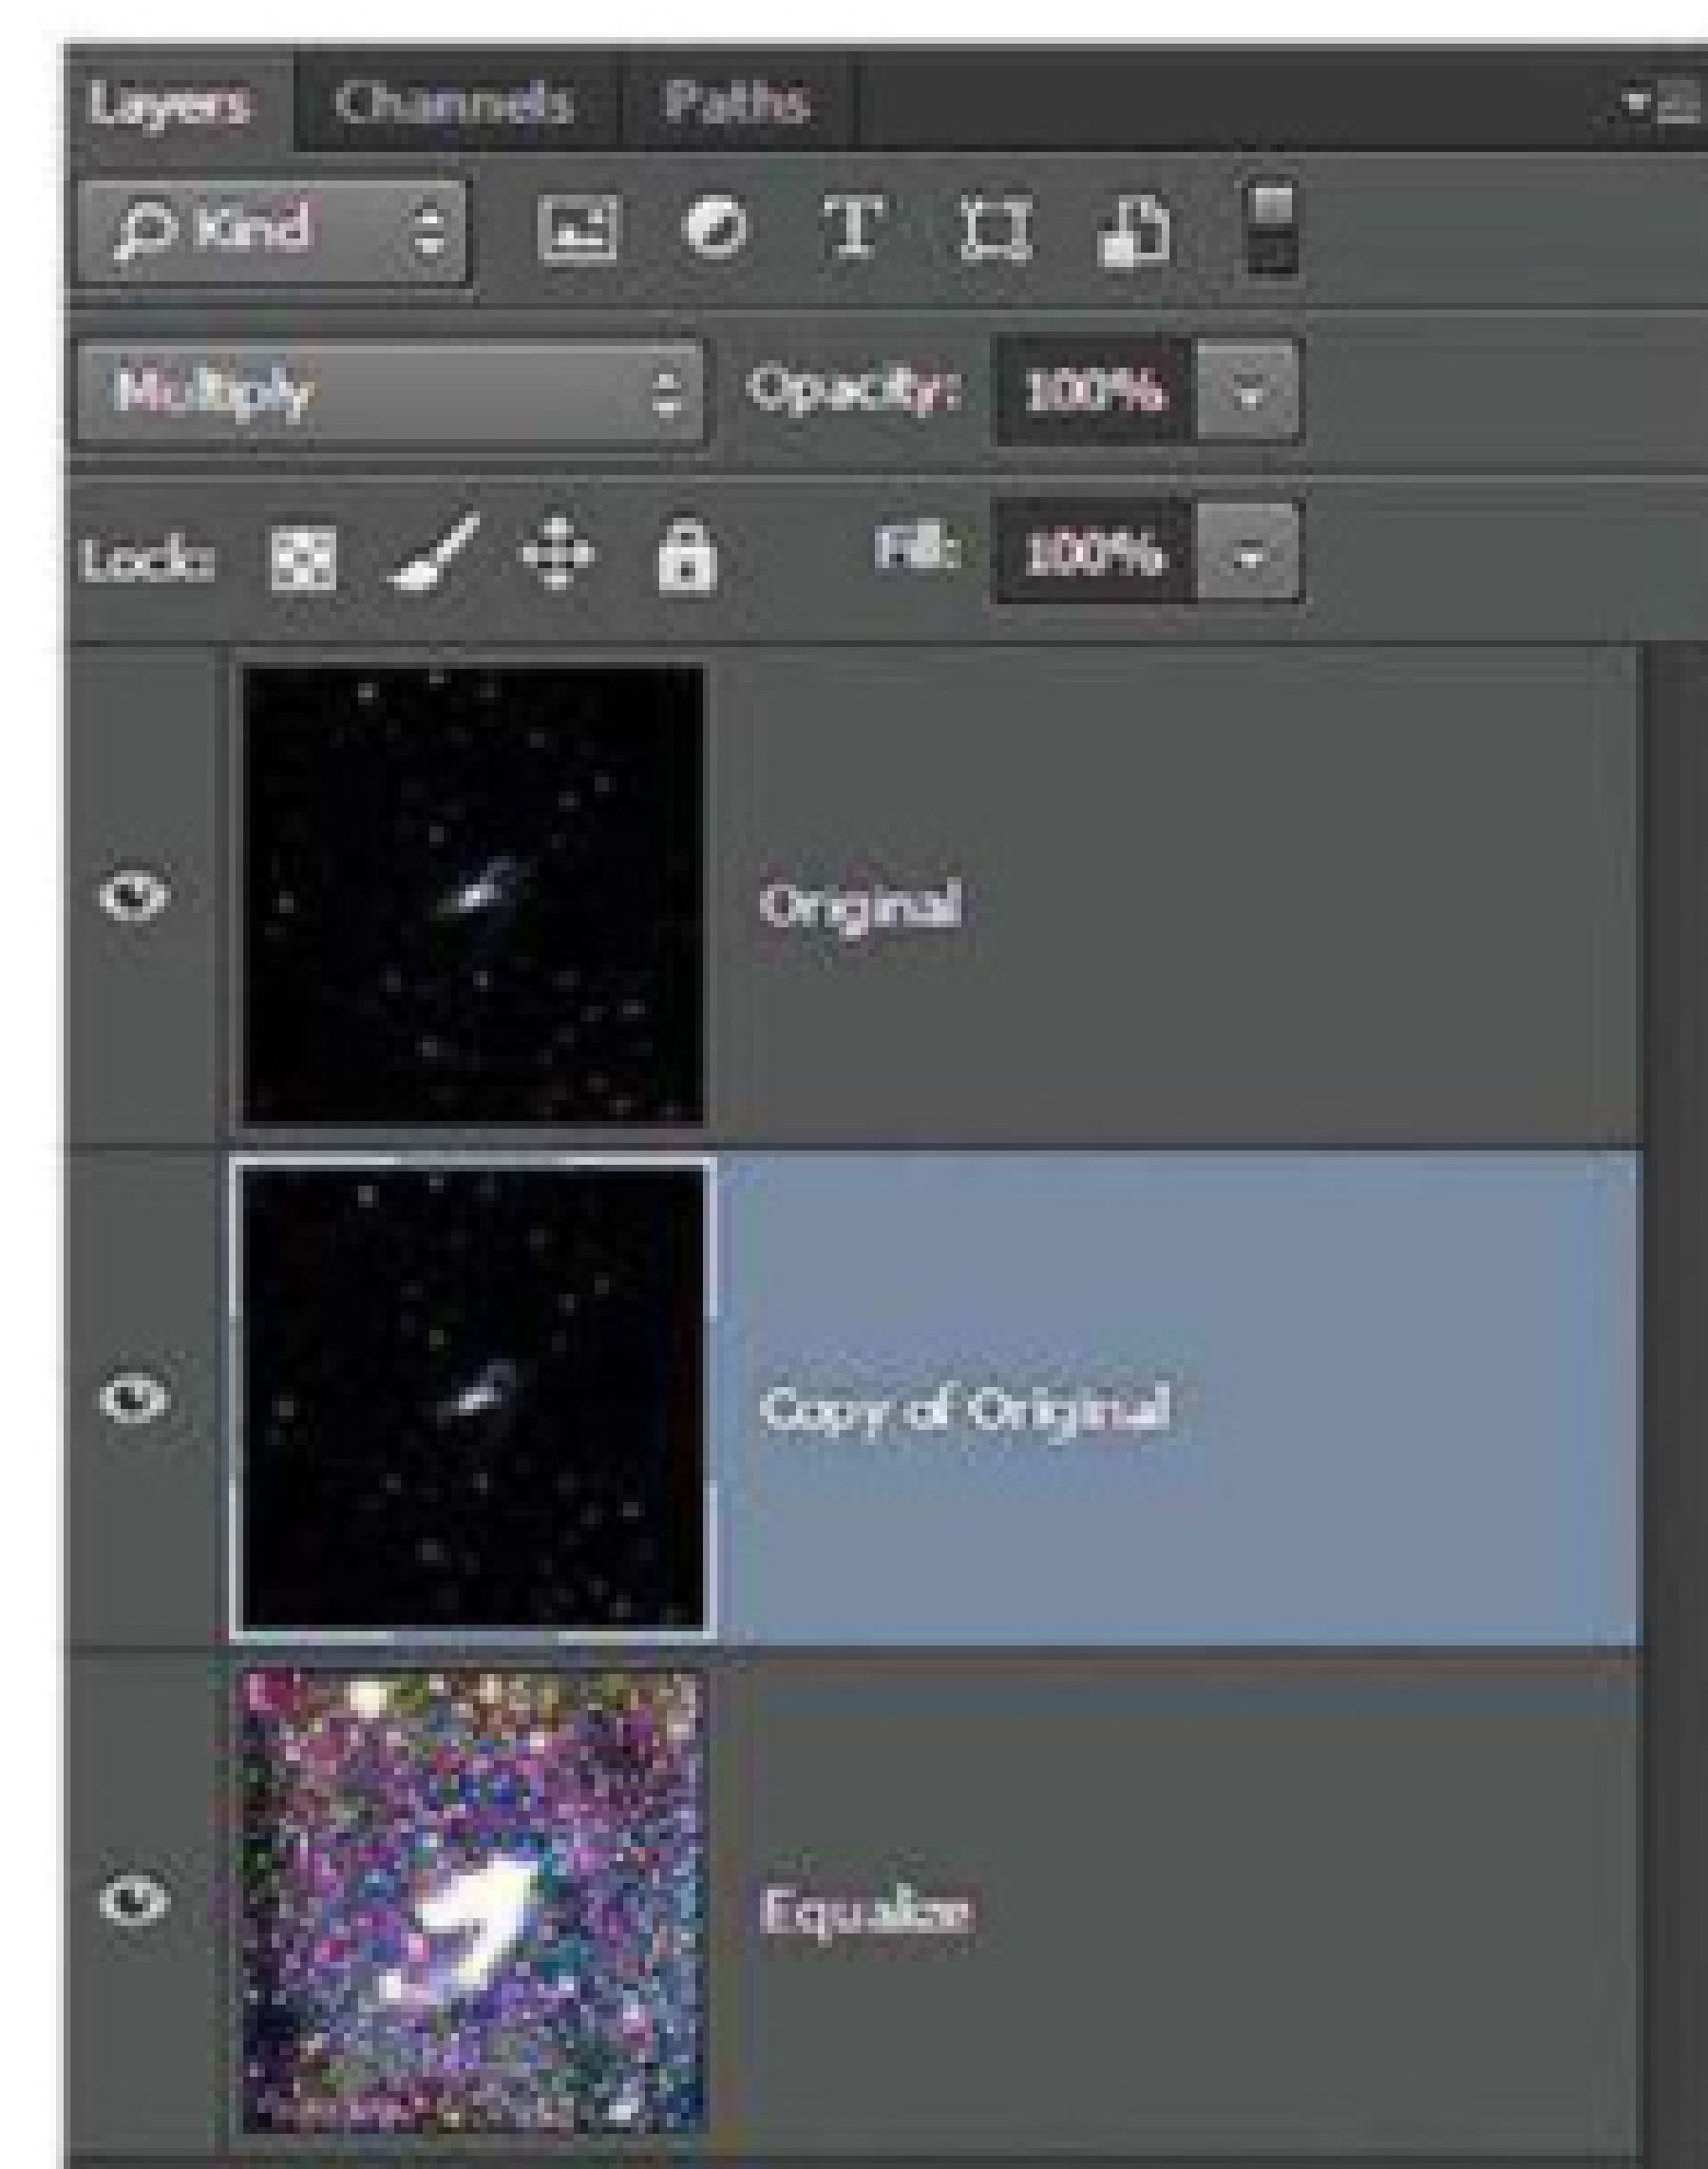 Layers Channels Paths
Kind T
Multiply Opacity: 100%
Lock: Fill: 100%
Original
Copy of Original
Equalize